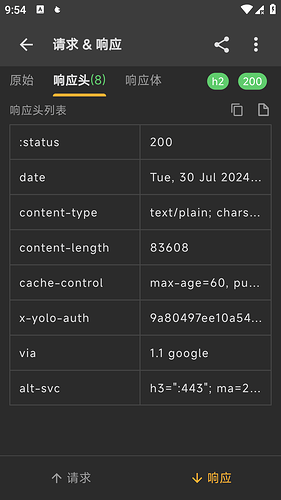 9:54
请求 & 响应
原始 响应头(8) 响应体 h2 200
响应头列表
:status 200
date Tue, 30 Jul 2024...
content-type text/plain; chars...
content-length 83608
cache-control max-age=60, pu...
x-yolo-auth 9a80497ee10a54...
via 1.1 google
alt-svc h3=":443"; ma=2...
请求 响应